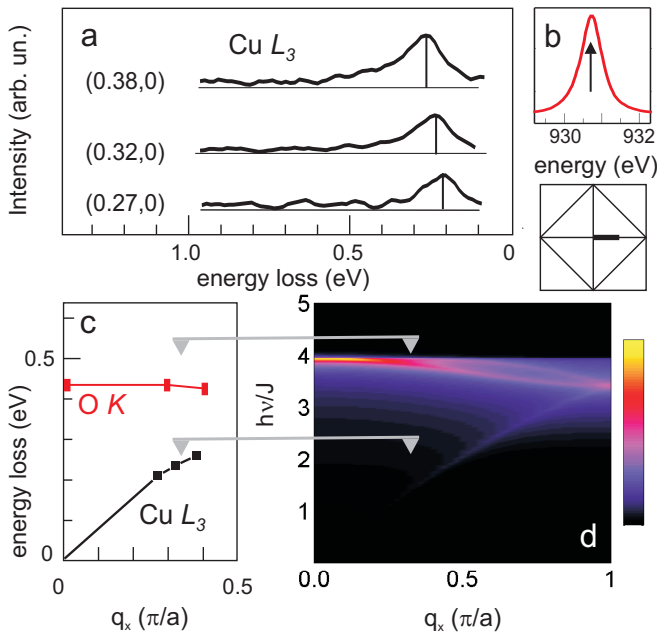 a
Cu L3
b
Intensity (arb. un.)
(0.38,0)
(0.32,0)
(0.27,0)
1.0
0.5
0
energy loss (eV)
930
932
energy (eV)
c
0.5
0
energy loss (eV)
O K
Cu L3
0
0.5
qx (π/a)
5
4
3
2
1
hν/J
d
0.0
0.5
1
qx (π/a)